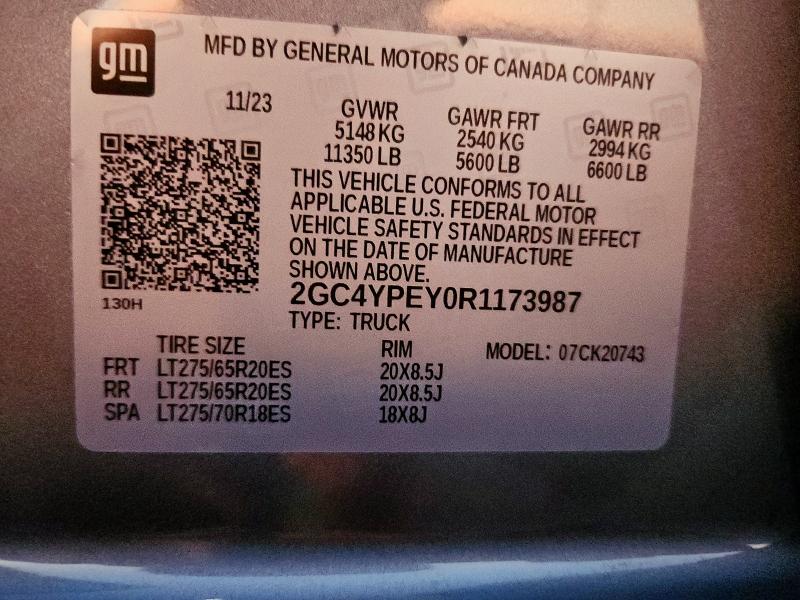 gm
MFD BY GENERAL MOTORS OF CANADA COMPANY
11/23 GVWR GAWR FRT GAWR RR
5148 KG 2540 KG 2994 KG
11350 LB 5600 LB 6600 LB
THIS VEHICLE CONFORMS TO ALL
APPLICABLE U.S. FEDERAL MOTOR
VEHICLE SAFETY STANDARDS IN EFFECT
ON THE DATE OF MANUFACTURE
SHOWN ABOVE.
130H
2GC4YPEY0R1173987
TYPE: TRUCK
TIRE SIZE RIM MODEL: 07CK20743
FRT LT275/65R20ES 20X8.5J
RR LT275/65R20ES 20X8.5J
SPA LT275/70R18ES 18X8J